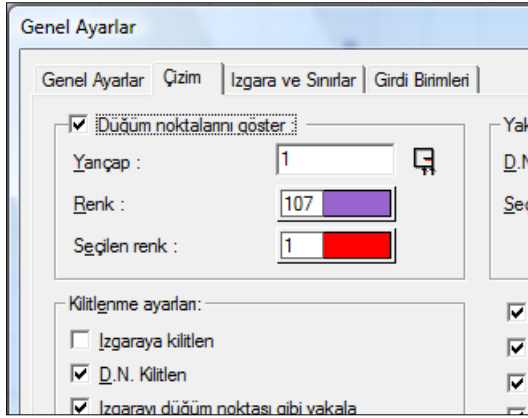 Genel Ayarlar
Genel Ayarlar Çizim Izgara ve Sınırlar Girdi Birimleri
Düğüm noktalarını göster :
Yarıçap : 1
Renk : 107
Seçilen renk : 1
Kilitlenme ayarları:
Izgaraya kilitlen
D.N. Kilitlen
Izgarayı düğüm noktası gibi yakala